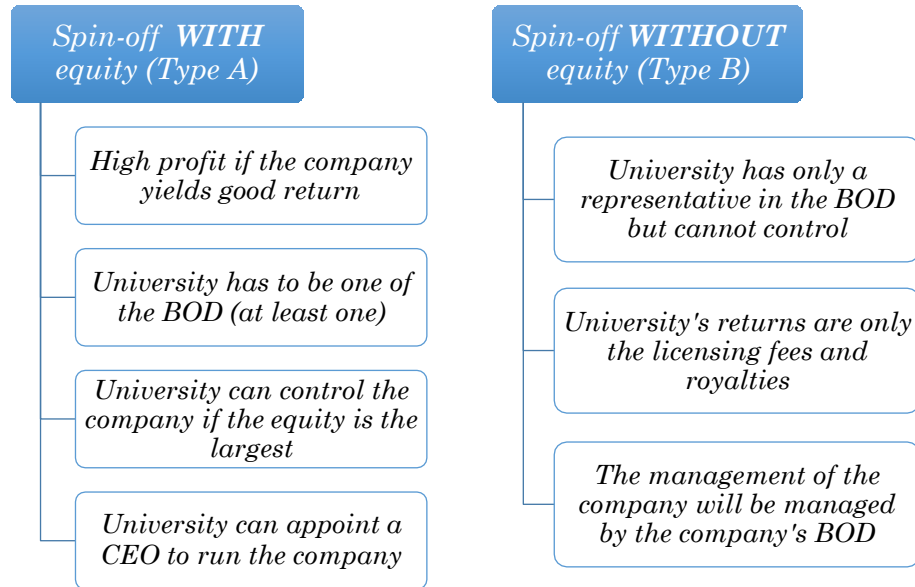 Spin-off WITH
equity (Type A)
High profit if the company
yields good return
University has to be one of
the BOD (at least one)
University can control the
company if the equity is the
largest
University can appoint a
CEO to run the company
Spin-off WITHOUT
equity (Type B)
University has only a
representative in the BOD
but cannot control
University's returns are only
the licensing fees and
royalties
The management of the
company will be managed
by the company's BOD